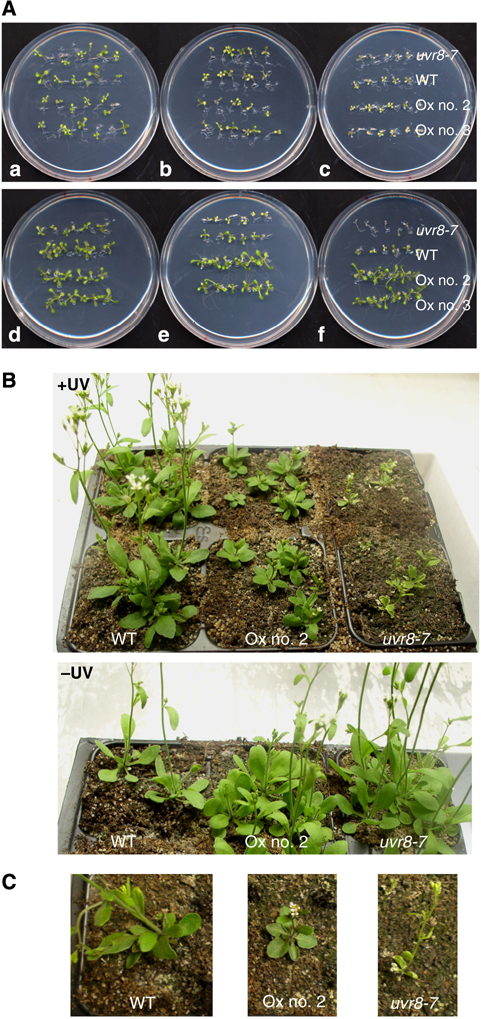 A
uvr8-7
WT
Ox no. 2
Ox no. 3
a
b
c
uvr8-7
WT
Ox no. 2
Ox no. 3
d
e
f
B
+UV
WT
Ox no. 2
uvr8-7
–UV
WT
Ox no. 2
uvr8-7
C
WT
Ox no. 2
uvr8-7